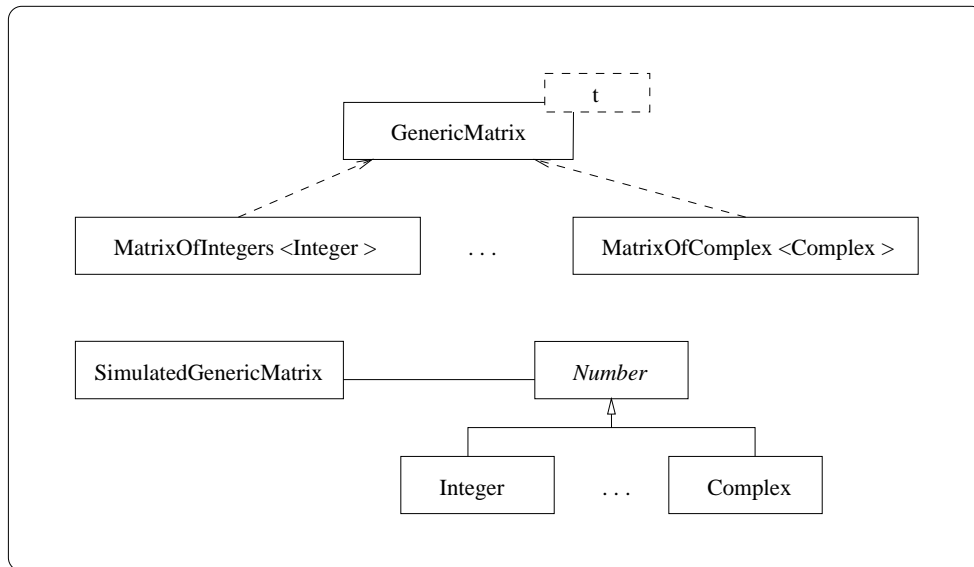 t
GenericMatrix
MatrixOfIntegers <Integer >
. . .
MatrixOfComplex <Complex >
SimulatedGenericMatrix
Number
Integer
. . .
Complex